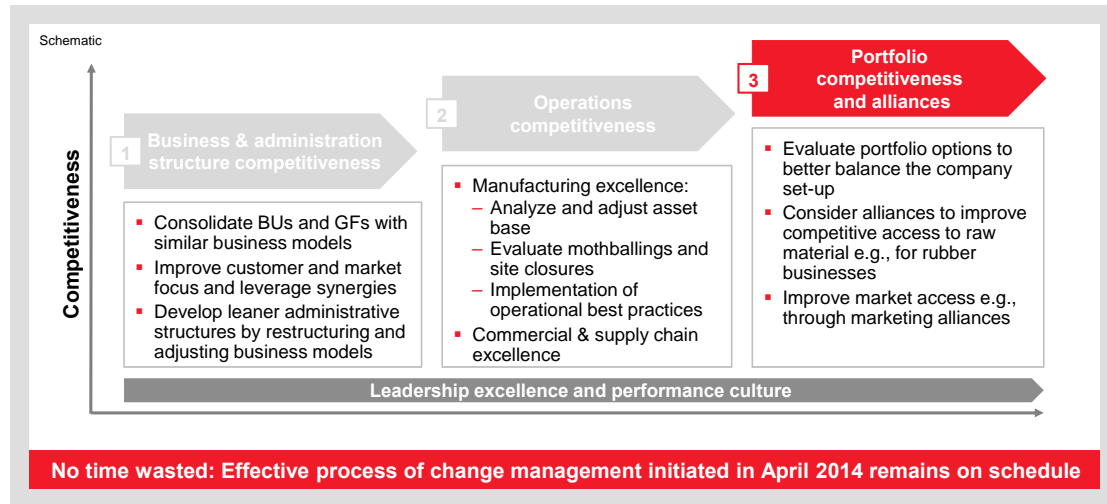 Schematic
Competitiveness
1
Business & administration
structure competitiveness
▪ Consolidate BUs and GFs with
similar business models
▪ Improve customer and market
focus and leverage synergies
▪ Develop leaner administrative
structures by restructuring and
adjusting business models
2
Operations
competitiveness
▪ Manufacturing excellence:
– Analyze and adjust asset
base
– Evaluate mothballings and
site closures
– Implementation of
operational best practices
▪ Commercial & supply chain
excellence
3
Portfolio
competitiveness
and alliances
▪ Evaluate portfolio options to
better balance the company
set-up
▪ Consider alliances to improve
competitive access to raw
material e.g., for rubber
businesses
▪ Improve market access e.g.,
through marketing alliances
Leadership excellence and performance culture
No time wasted: Effective process of change management initiated in April 2014 remains on schedule